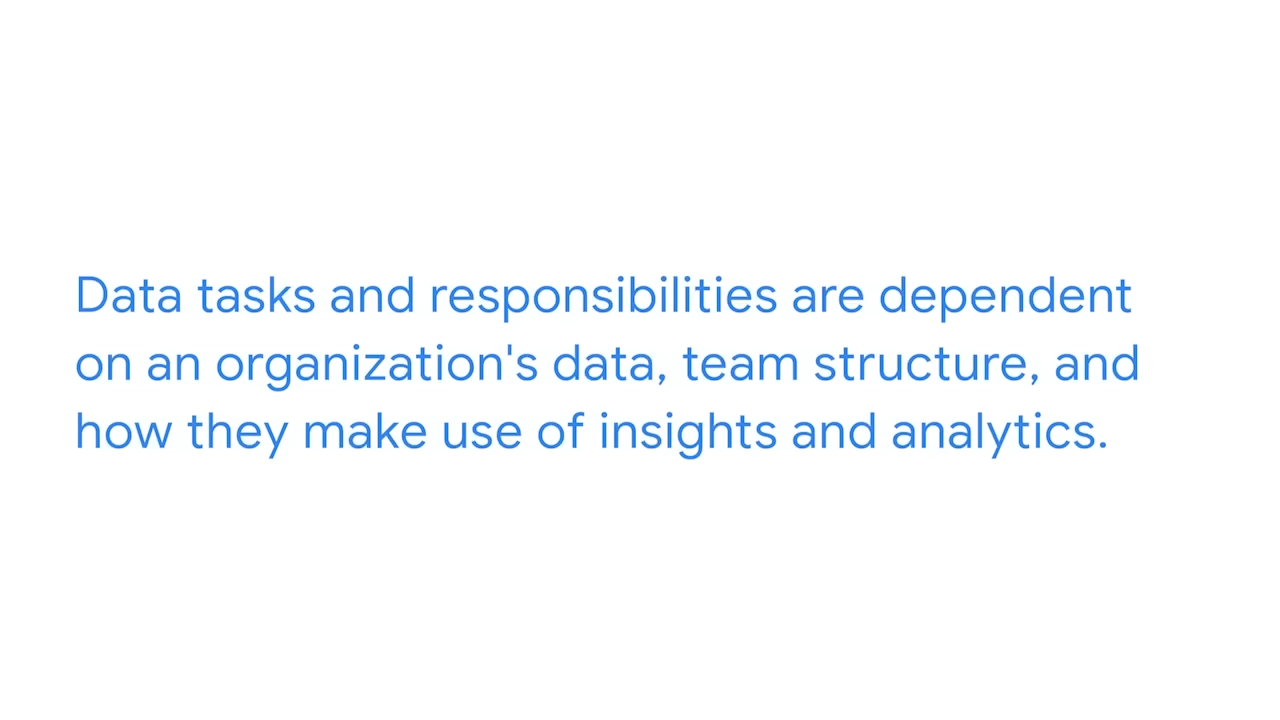 Data tasks and responsibilities are dependent
on an organization's data, team structure, and
how they make use of insights and analytics.